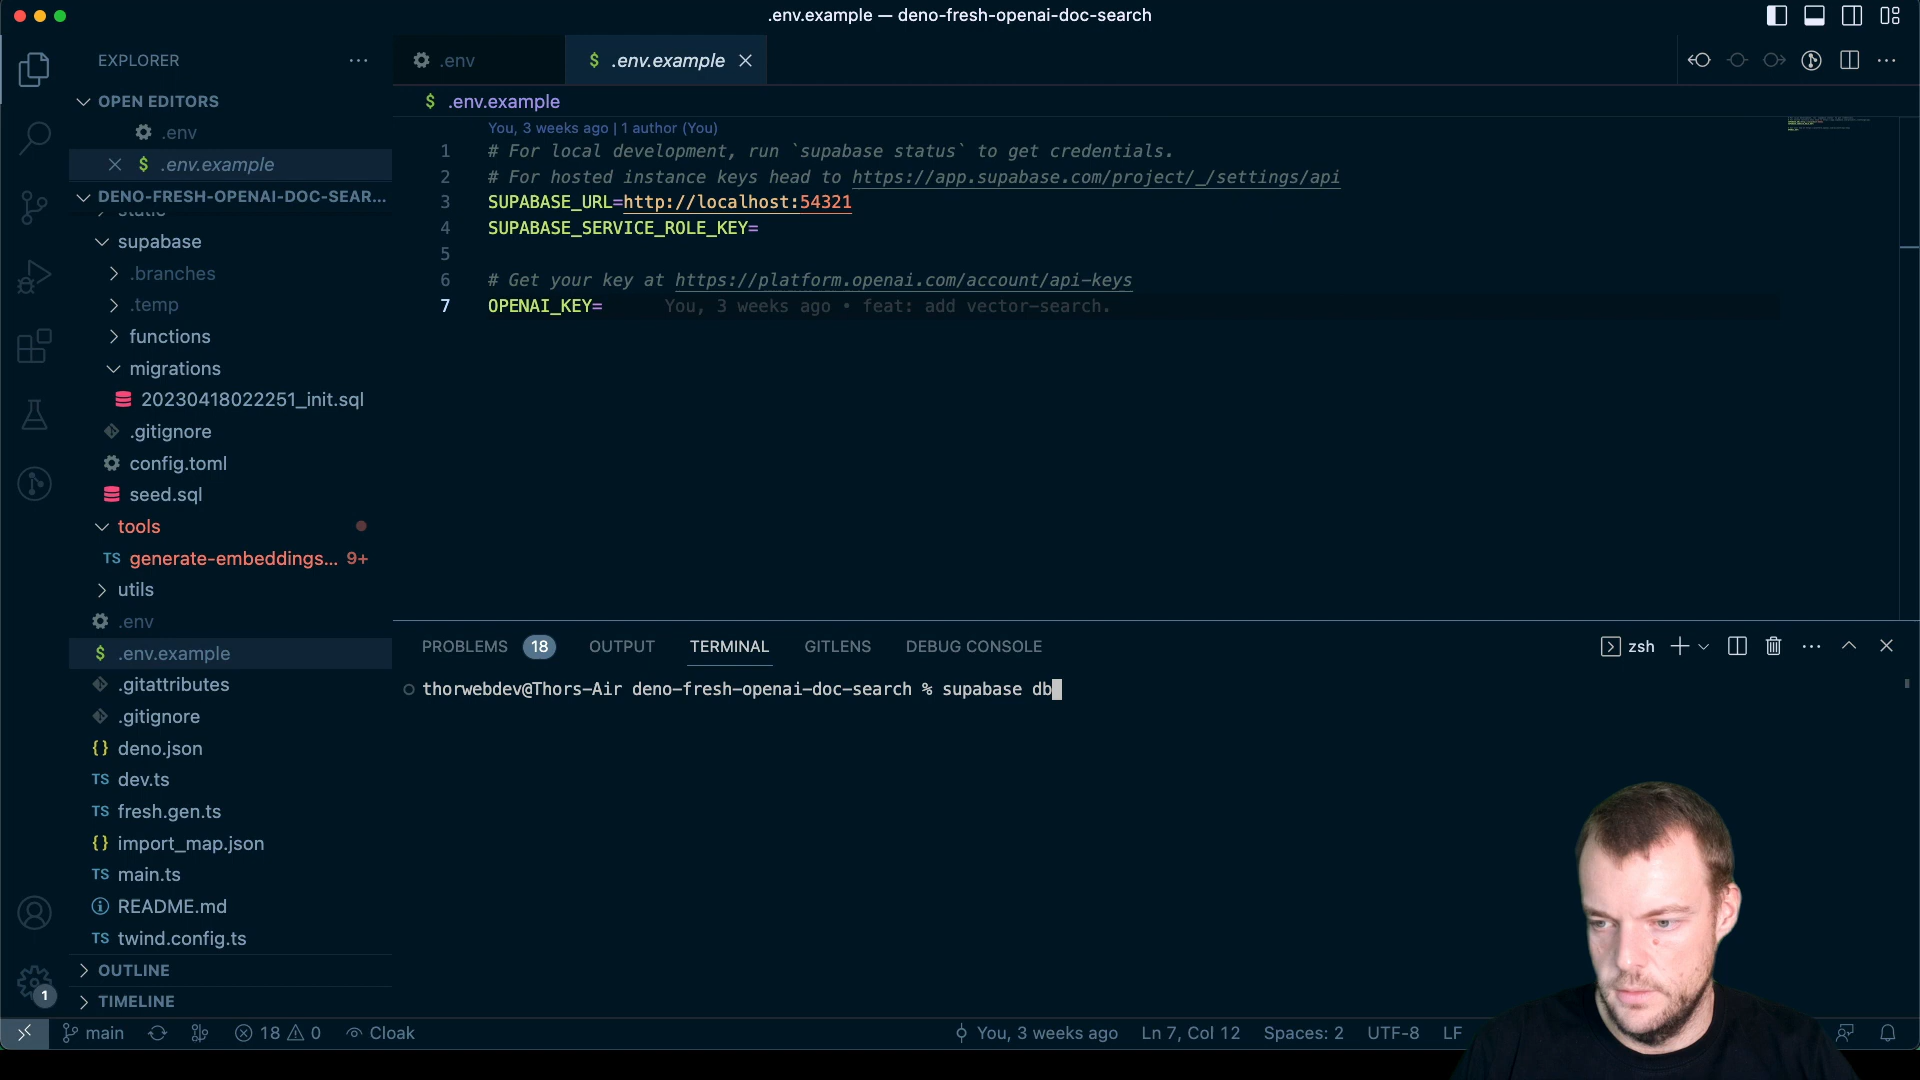 .env.example — deno-fresh-openai-doc-search
EXPLORER
OPEN EDITORS
.env
$ .env.example
DENO-FRESH-OPENAI-DOC-SEAR...
static
supabase
.branches
.temp
functions
migrations
20230418022251_init.sql
.gitignore
config.toml
seed.sql
tools
TS generate-embeddings... 9+
utils
.env
$ .env.example
.gitattributes
.gitignore
{} deno.json
TS dev.ts
TS fresh.gen.ts
{} import_map.json
TS main.ts
README.md
TS twind.config.ts
OUTLINE
TIMELINE
1
.env
$ .env.example
$ .env.example
You, 3 weeks ago | 1 author (You)
1 # For local development, run `supabase status` to get credentials.
2 # For hosted instance keys head to https://app.supabase.com/project/_/settings/api
3 SUPABASE_URL=http://localhost:54321
4 SUPABASE_SERVICE_ROLE_KEY=
5
6 # Get your key at https://platform.openai.com/account/api-keys
7 OPENAI_KEY= You, 3 weeks ago • feat: add vector-search.
PROBLEMS 18 OUTPUT TERMINAL GITLENS DEBUG CONSOLE
zsh
thorwebdev@Thors-Air deno-fresh-openai-doc-search % supabase db
main 18 0 Cloak
You, 3 weeks ago Ln 7, Col 12 Spaces: 2 UTF-8 LF